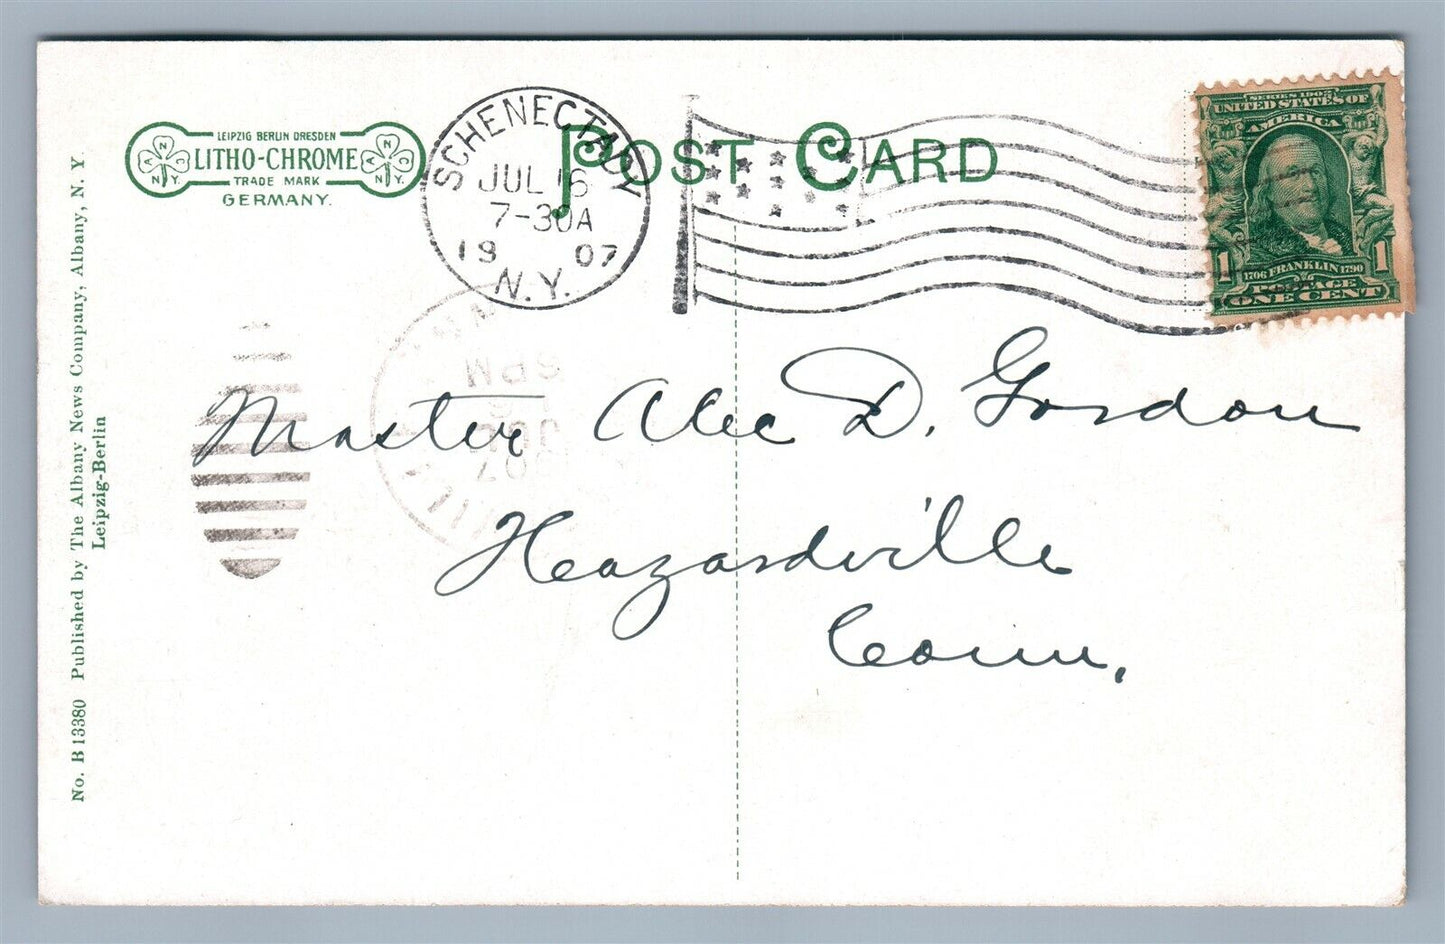 LEIPZIG BERLIN DRESDEN
LITHO-CHROME
TRADE MARK
GERMANY.
A N C
N.Y.
A N C
N.Y.
POST CARD
SCHENECTADY
JUL 16
7-30A
19 07
N.Y.
SERIES 1902
UNITED STATES OF
AMERICA
1 1
1706 FRANKLIN 1790
POSTAGE
ONE CENT
5PM
07
Master Alec D. Gordon
Hazardville
Conn.
No. B 13380 Published by The Albany News Company, Albany, N. Y.
Leipzig-Berlin